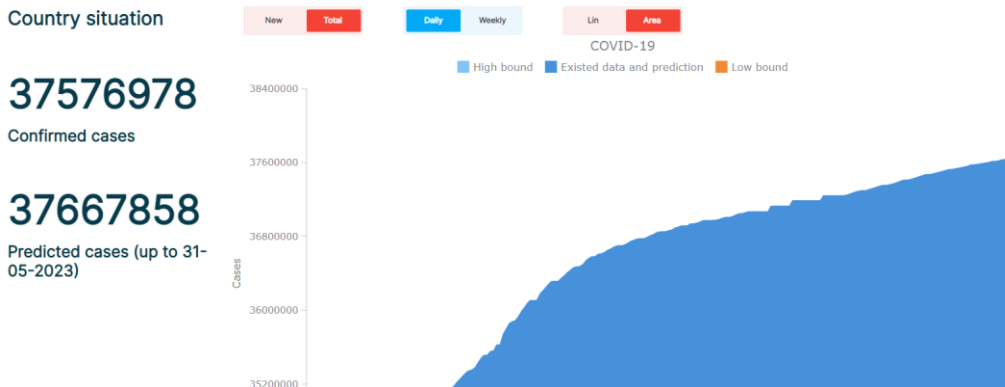 Country situation
37576978
Confirmed cases
37667858
Predicted cases (up to 31-
05-2023)
New Total Daily Weekly Lin Area
COVID-19
High bound Existed data and prediction Low bound
38400000
37600000
36800000
36000000
35200000
Cases